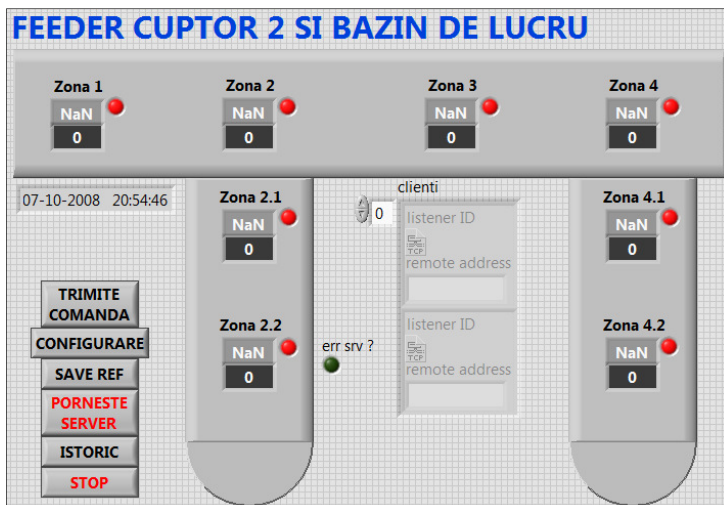 FEEDER CUPTOR 2 SI BAZIN DE LUCRU
Zona 1
NaN
0
Zona 2
NaN
0
Zona 3
NaN
0
Zona 4
NaN
0
07-10-2008 20:54:46
Zona 2.1
NaN
0
Zona 2.2
NaN
0
clienti
0
listener ID
TCP
remote address
listener ID
TCP
remote address
err srv ?
Zona 4.1
NaN
0
Zona 4.2
NaN
0
TRIMITE
COMANDA
CONFIGURARE
SAVE REF
PORNESTE
SERVER
ISTORIC
STOP